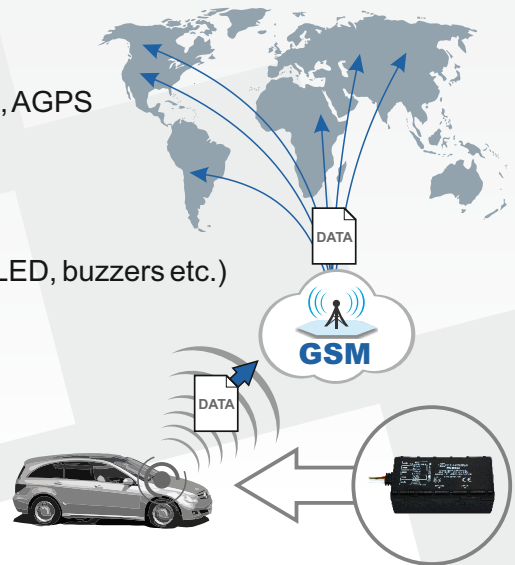 , AGPS
DATA
LED, buzzers etc.)
GSM
DATA